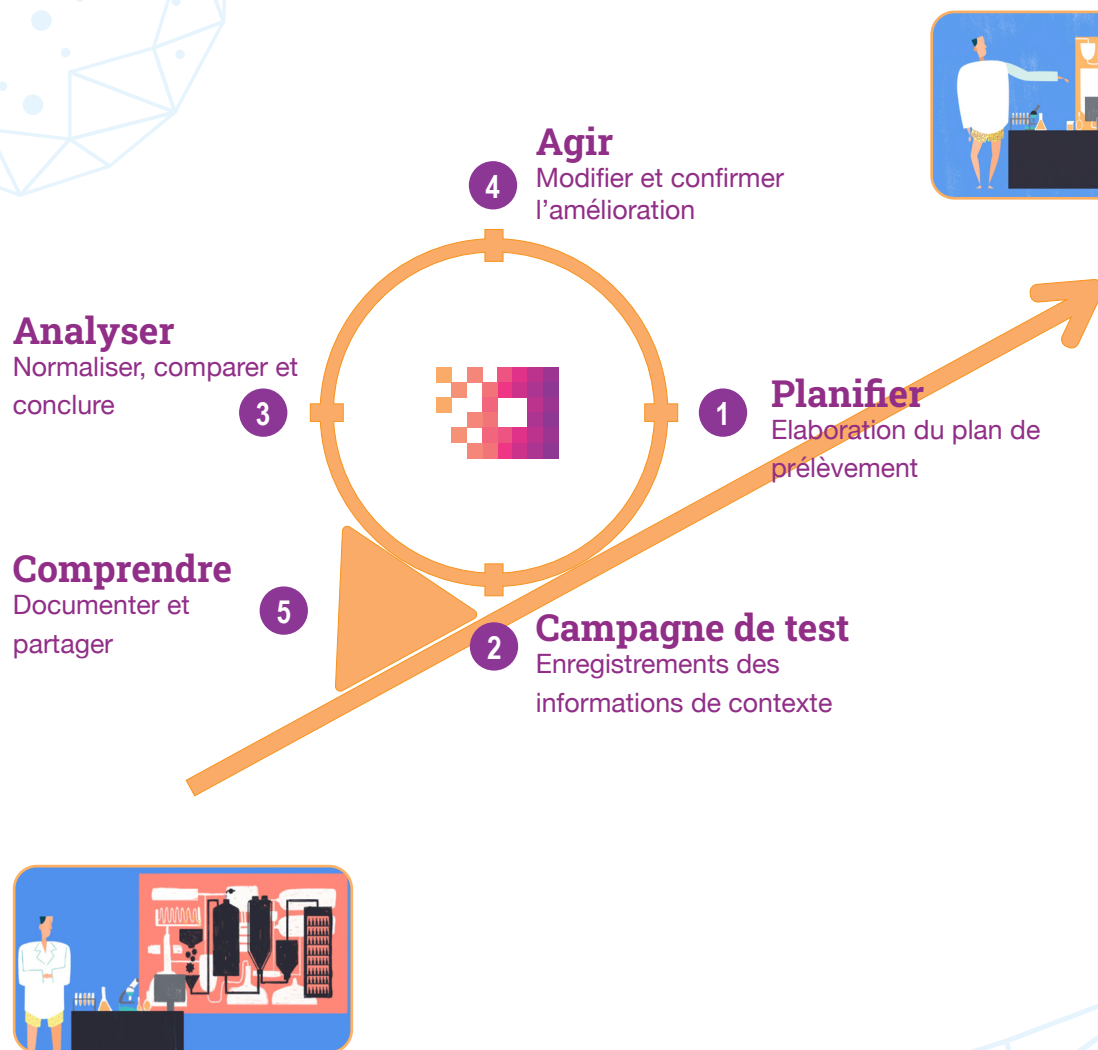 Agir
4
Modifier et confirmer
l’amélioration
Analyser
Normaliser, comparer et
conclure
3
1
Planifier
Elaboration du plan de
prélèvement
Comprendre
Documenter et
partager
5
2
Campagne de test
Enregistrements des
informations de contexte